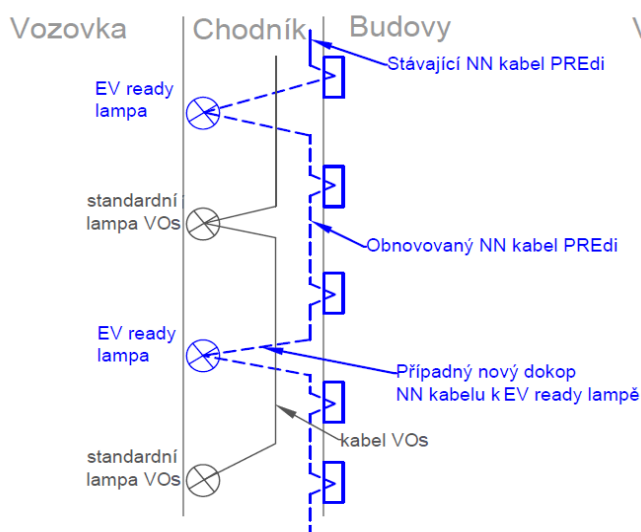 Vozovka
Chodník
Budovy
V
Stávající NN kabel PREdi
EV ready
lampa
standardní
lampa VOs
Obnovovaný NN kabel PREdi
EV ready
lampa
Případný nový dokop
NN kabelu k EV ready lampě
kabel VOs
standardní
lampa VOs